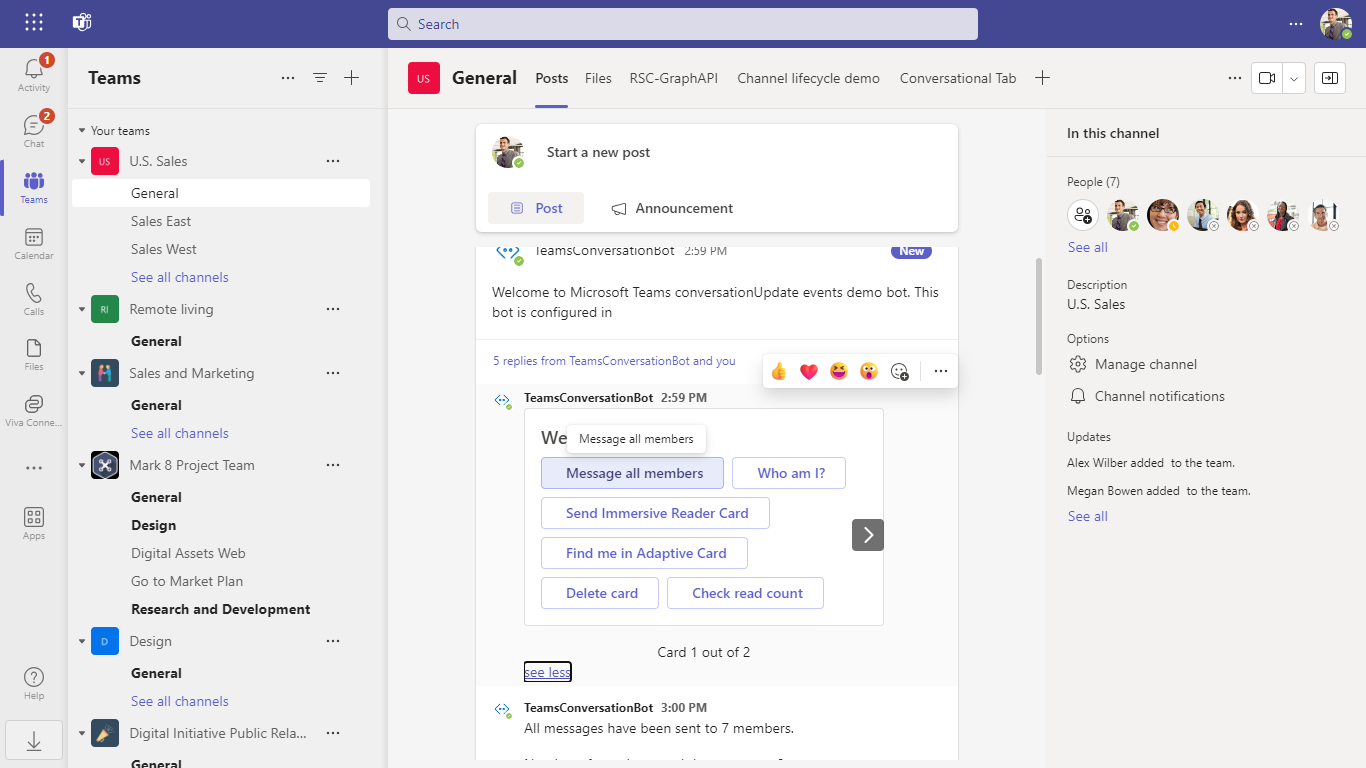 Search
1
Activity
2
Chat
Teams
Calendar
Calls
Files
Viva Conne...
Apps
Help
Teams
Your teams
US
U.S. Sales
General
Sales East
Sales West
See all channels
RI
Remote living
General
Sales and Marketing
General
See all channels
Mark 8 Project Team
General
Design
Digital Assets Web
Go to Market Plan
Research and Development
D
Design
General
See all channels
Digital Initiative Public Rela...
General
US
General
Posts
Files
RSC-GraphAPI
Channel lifecycle demo
Conversational Tab
Start a new post
Post
Announcement
TeamsConversationBot 2:59 PM
New
Welcome to Microsoft Teams conversationUpdate events demo bot. This
bot is configured in
5 replies from TeamsConversationBot and you
TeamsConversationBot 2:59 PM
We
Message all members
Message all members
Who am I?
Send Immersive Reader Card
Find me in Adaptive Card
Delete card
Check read count
Card 1 out of 2
see less
TeamsConversationBot 3:00 PM
All messages have been sent to 7 members.
In this channel
People (7)
See all
Description
U.S. Sales
Options
Manage channel
Channel notifications
Updates
Alex Wilber added to the team.
Megan Bowen added to the team.
See all